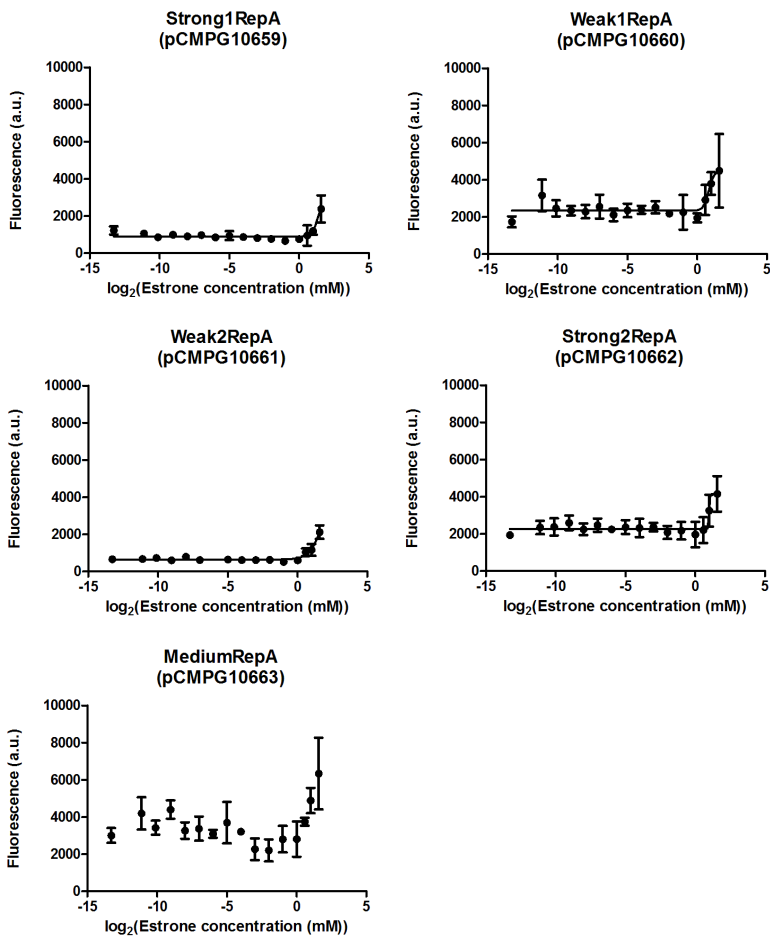 Strong1RepA
(pCMPG10659)
Fluorescence (a.u.)
10000
8000
6000
4000
2000
0
-15 -10 -5 0 5
log2(Estrone concentration (mM))
Weak1RepA
(pCMPG10660)
Fluorescence (a.u.)
10000
8000
6000
4000
2000
0
-15 -10 -5 0 5
log2(Estrone concentration (mM))
Weak2RepA
(pCMPG10661)
Fluorescence (a.u.)
10000
8000
6000
4000
2000
0
-15 -10 -5 0 5
log2(Estrone concentration (mM))
Strong2RepA
(pCMPG10662)
Fluorescence (a.u.)
10000
8000
6000
4000
2000
0
-15 -10 -5 0 5
log2(Estrone concentration (mM))
MediumRepA
(pCMPG10663)
Fluorescence (a.u.)
10000
8000
6000
4000
2000
0
-15 -10 -5 0 5
log2(Estrone concentration (mM))